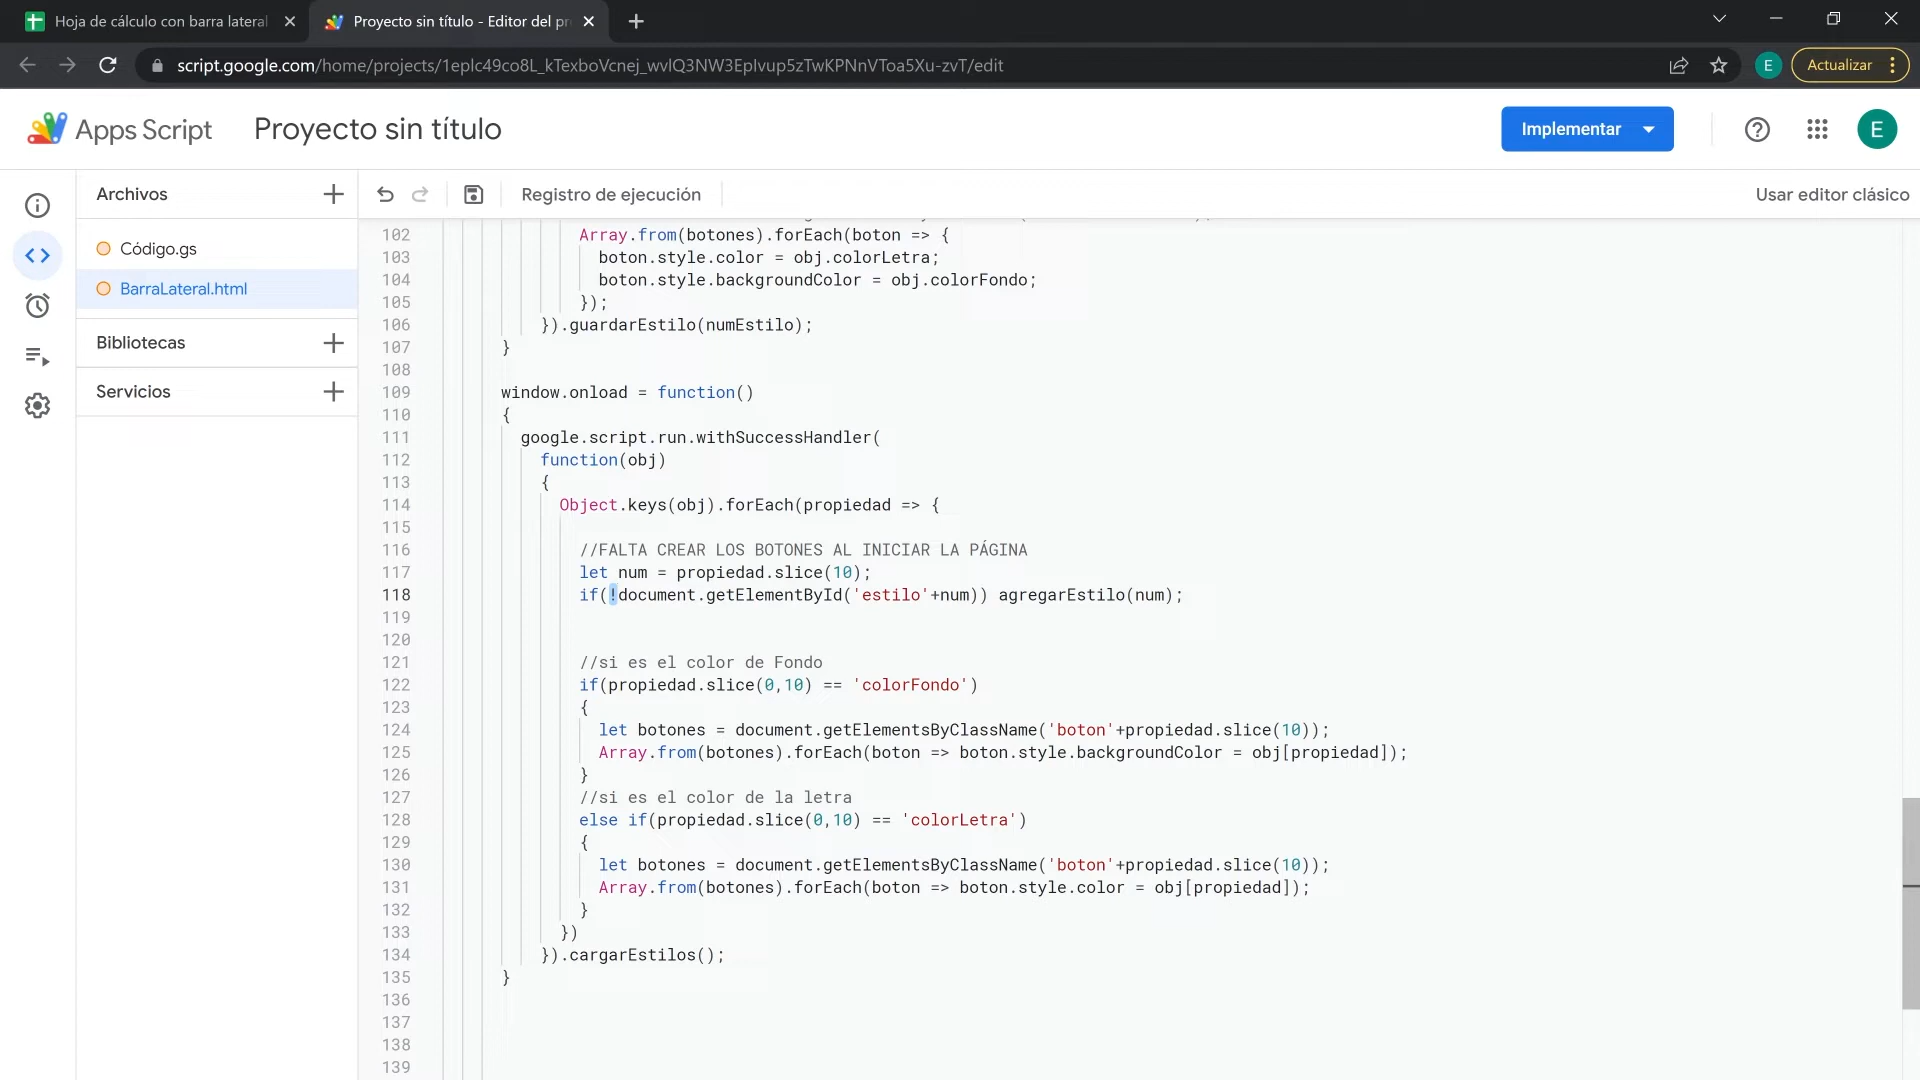 Hoja de cálculo con barra lateral
Proyecto sin título - Editor del pr
script.google.com/home/projects/1eplc49co8L_kTexboVcnej_wvlQ3NW3Eplvup5zTwKPNnVToa5Xu-zvT/edit
E
Actualizar
Apps Script
Proyecto sin título
Implementar
E
Archivos
Registro de ejecución
Usar editor clásico
Código.gs
BarraLateral.html
Bibliotecas
Servicios
102 Array.from(botones).forEach(boton => {
103 boton.style.color = obj.colorLetra;
104 boton.style.backgroundColor = obj.colorFondo;
105 });
106 }).guardarEstilo(numEstilo);
107 }
108
109 window.onload = function()
110 {
111 google.script.run.withSuccessHandler(
112 function(obj)
113 {
114 Object.keys(obj).forEach(propiedad => {
115
116 //FALTA CREAR LOS BOTONES AL INICIAR LA PÁGINA
117 let num = propiedad.slice(10);
118 if(!document.getElementById('estilo'+num)) agregarEstilo(num);
119
120
121 //si es el color de Fondo
122 if(propiedad.slice(0,10) == 'colorFondo')
123 {
124 let botones = document.getElementsByClassName('boton'+propiedad.slice(10));
125 Array.from(botones).forEach(boton => boton.style.backgroundColor = obj[propiedad]);
126 }
127 //si es el color de la letra
128 else if(propiedad.slice(0,10) == 'colorLetra')
129 {
130 let botones = document.getElementsByClassName('boton'+propiedad.slice(10));
131 Array.from(botones).forEach(boton => boton.style.color = obj[propiedad]);
132 }
133 })
134 }).cargarEstilos();
135 }
136
137
138
139